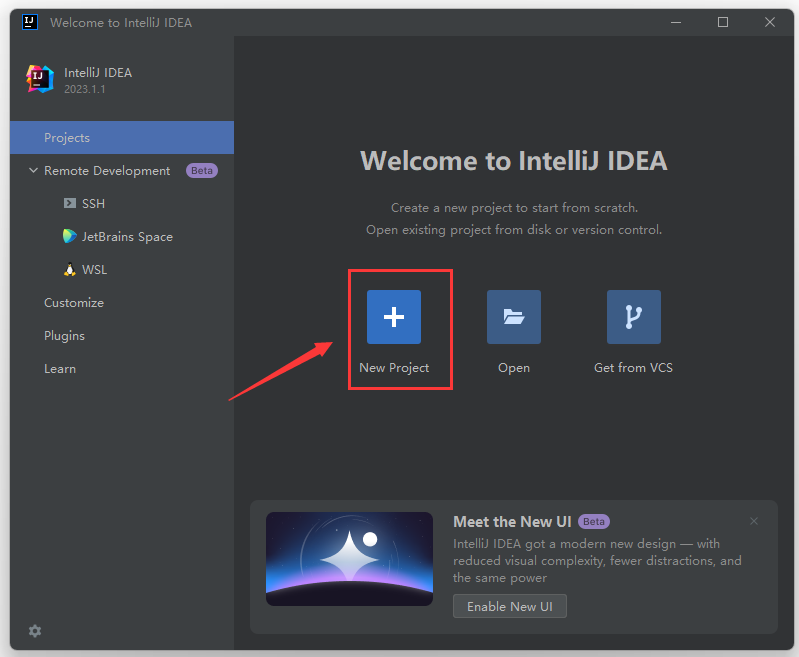 Welcome to IntelliJ IDEA
IntelliJ IDEA
2023.1.1
Projects
Remote Development Beta
SSH
JetBrains Space
WSL
Customize
Plugins
Learn
Welcome to IntelliJ IDEA
Create a new project to start from scratch.
Open existing project from disk or version control.
New Project
Open
Get from VCS
Meet the New UI Beta
IntelliJ IDEA got a modern new design — with
reduced visual complexity, fewer distractions, and
the same power
Enable New UI